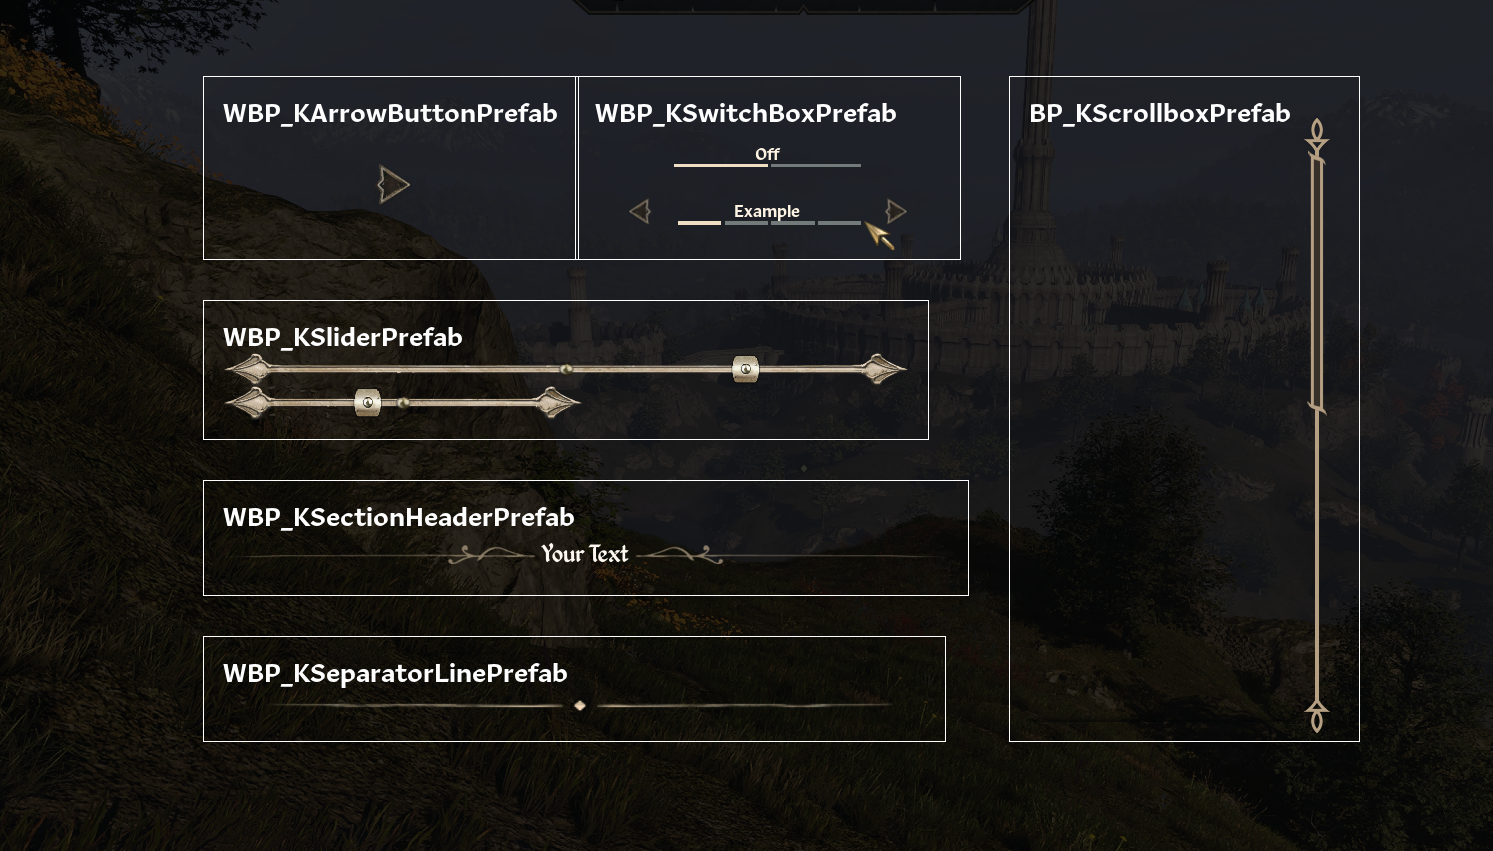 WBP_KArrowButtonPrefab
WBP_KSwitchBoxPrefab
Off
Example
BP_KScrollboxPrefab
WBP_KSliderPrefab
WBP_KSectionHeaderPrefab
Your Text
WBP_KSeparatorLinePrefab